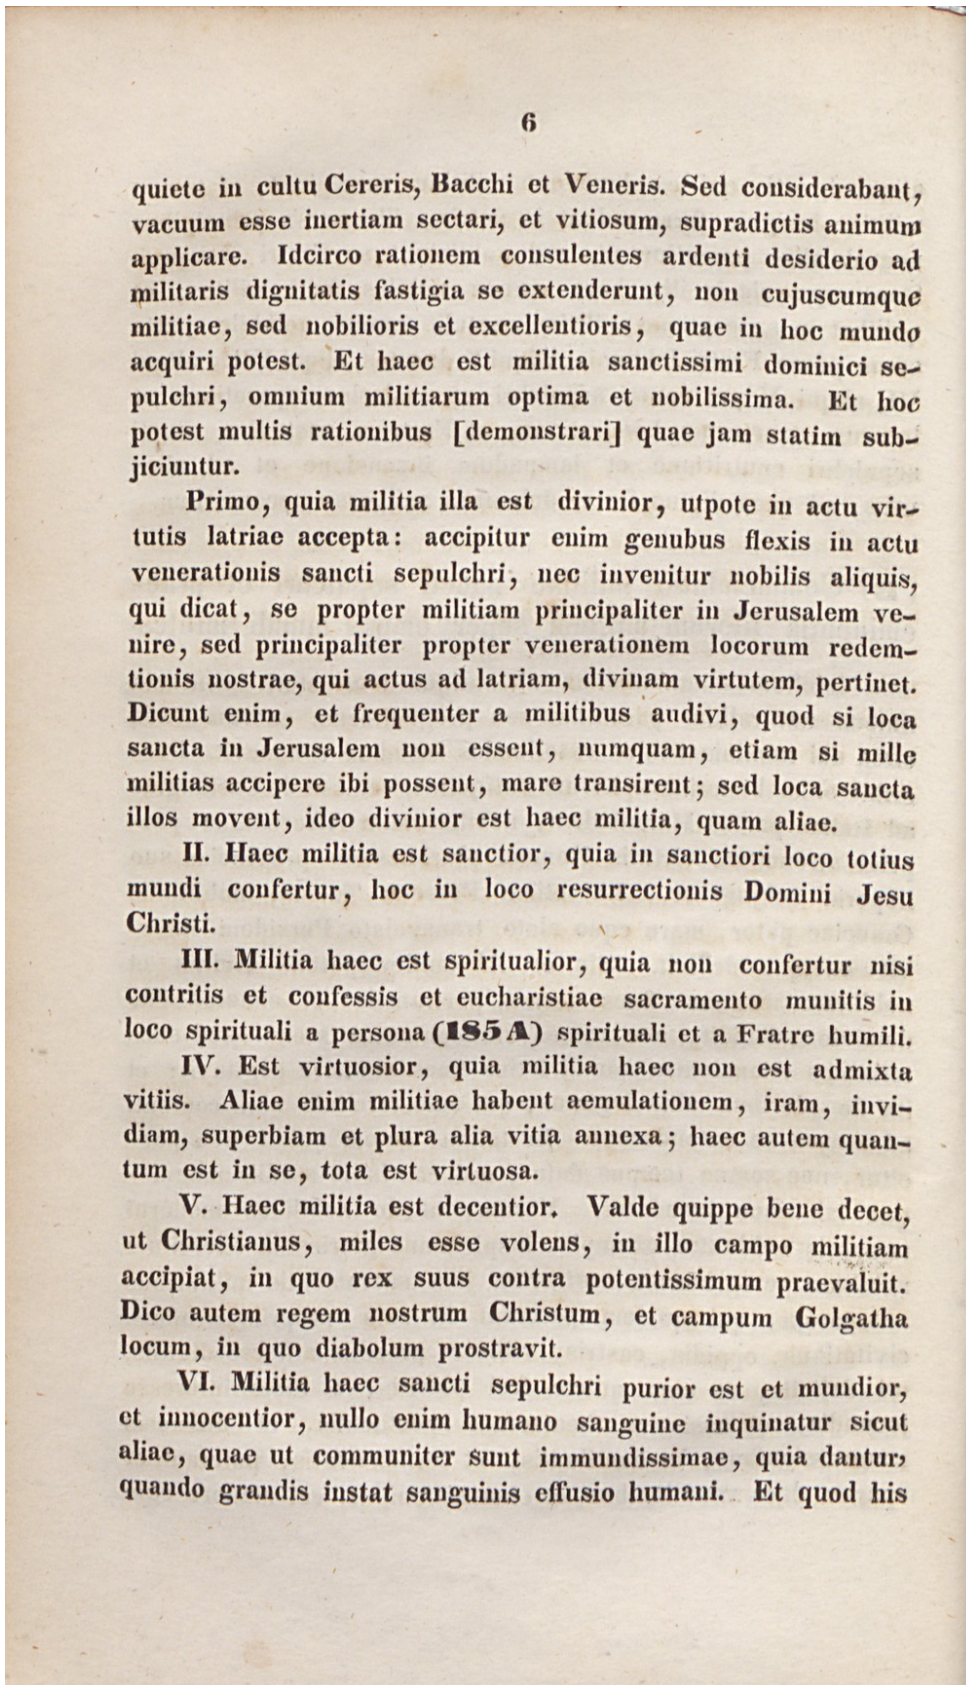 6
quiete in cultu Cereris, Bacchi et Veneris. Sed considerabant,
vacuum esse inertiam sectari, et vitiosum, supradictis animum
applicare. Idcirco rationem consulentes ardenti desiderio ad
militaris dignitatis fastigia se extenderunt, non cujuscumque
militiae, sed nobilioris et excellentioris, quae in hoc mundo
acquiri potest. Et haec est militia sanctissimi dominici se-
pulchri, omnium militiarum optima et nobilissima. Et hoc
potest multis rationibus [demonstrari] quae jam statim sub-
jiciuntur.
Primo, quia militia illa est divinior, utpote in actu vir-
tutis latriae accepta: accipitur enim genubus flexis in actu
venerationis sancti sepulchri, nec invenitur nobilis aliquis,
qui dicat, se propter militiam principaliter in Jerusalem ve-
nire, sed principaliter propter venerationem locorum redem-
tionis nostrae, qui actus ad latriam, divinam virtutem, pertinet.
Dicunt enim, et frequenter a militibus audivi, quod si loca
sancta in Jerusalem non essent, numquam, etiam si mille
militias accipere ibi possent, mare transirent; sed loca sancta
illos movent, ideo divinior est haec militia, quam aliae.
II. Haec militia est sanctior, quia in sanctiori loco totius
mundi confertur, hoc in loco resurrectionis Domini Jesu
Christi.
III. Militia haec est spiritualior, quia non confertur nisi
contritis et confessis et eucharistiae sacramento munitis in
loco spirituali a persona (185 A) spirituali et a Fratre humili.
IV. Est virtuosior, quia militia haec non est admixta
vitiis. Aliae enim militiae habent aemulationem, iram, invi-
diam, superbiam et plura alia vitia annexa; haec autem quan-
tum est in se, tota est virtuosa.
V. Haec militia est decentior. Valde quippe bene decet,
ut Christianus, miles esse volens, in illo campo militiam
accipiat, in quo rex suus contra potentissimum praevaluit.
Dico autem regem nostrum Christum, et campum Golgatha
locum, in quo diabolum prostravit.
VI. Militia haec sancti sepulchri purior est et mundior,
et innocentior, nullo enim humano sanguine inquinatur sicut
aliae, quae ut communiter sunt immundissimae, quia dantur,
quando grandis instat sanguinis effusio humani. Et quod his